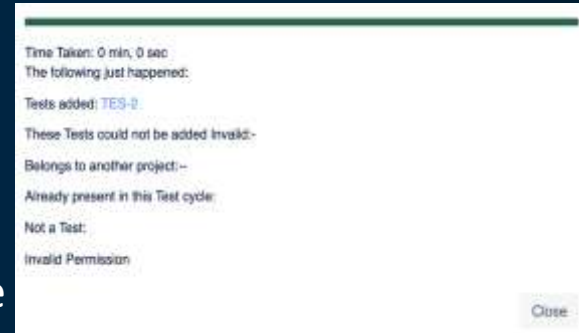 Time Taken: 0 min, 0 sec
The following just happened:
Tests added: TES-2
These Tests could not be added Invalid:-
Belongs to another project:--
Already present in this Test cycle:
Not a Test:
Invalid Permission
e
Close